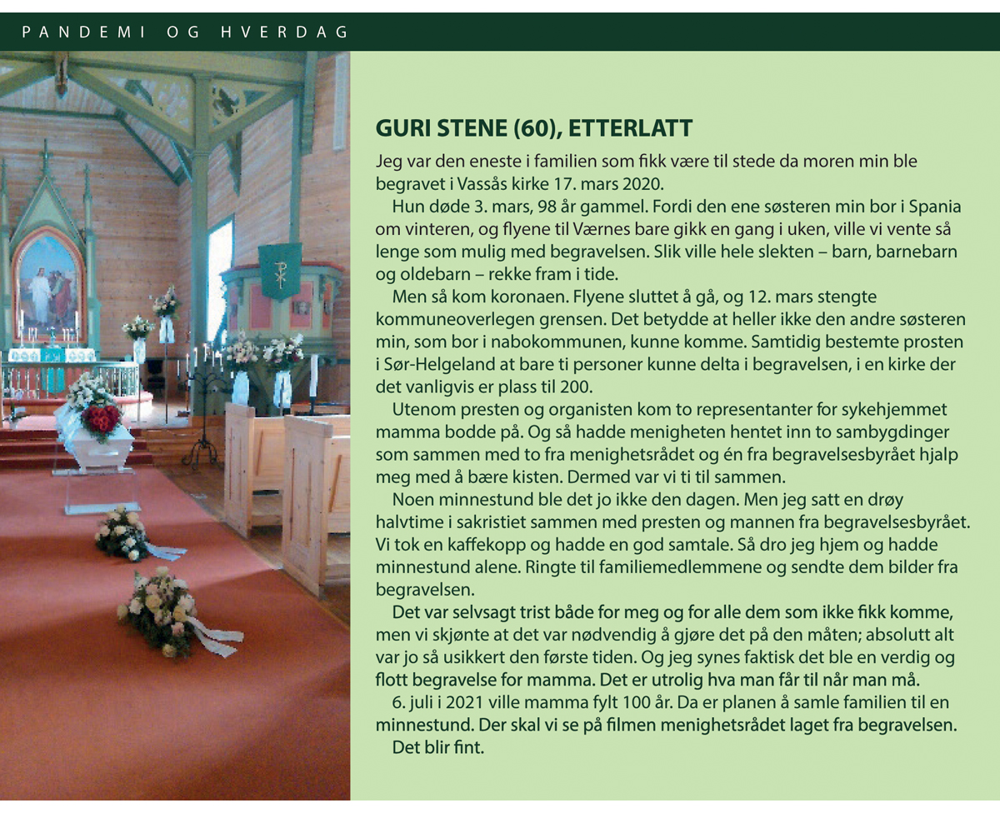 PANDEMI OG HVERDAG
GURI STENE (60), ETTERLATT
Jeg var den eneste i familien som fikk være til stede da moren min ble
begravet i Vassås kirke 17. mars 2020.
Hun døde 3. mars, 98 år gammel. Fordi den ene søsteren min bor i Spania
om vinteren, og flyene til Værnes bare gikk en gang i uken, ville vi vente så
lenge som mulig med begravelsen. Slik ville hele slekten – barn, barnebarn
og oldebarn – rekke fram i tide.
Men så kom koronaen. Flyene sluttet å gå, og 12. mars stengte
kommuneoverlegen grensen. Det betydde at heller ikke den andre søsteren
min, som bor i nabokommunen, kunne komme. Samtidig bestemte prosten
i Sør-Helgeland at bare ti personer kunne delta i begravelsen, i en kirke der
det vanligvis er plass til 200.
Utenom presten og organisten kom to representanter for sykehjemmet
mamma bodde på. Og så hadde menigheten hentet inn to sambygdinger
som sammen med to fra menighetsrådet og én fra begravelsesbyrået hjalp
meg med å bære kisten. Dermed var vi ti til sammen.
Noen minnestund ble det jo ikke den dagen. Men jeg satt en drøy
halvtime i sakristiet sammen med presten og mannen fra begravelsesbyrået.
Vi tok en kaffekopp og hadde en god samtale. Så dro jeg hjem og hadde
minnestund alene. Ringte til familiemedlemmene og sendte dem bilder fra
begravelsen.
Det var selvsagt trist både for meg og for alle dem som ikke fikk komme,
men vi skjønte at det var nødvendig å gjøre det på den måten; absolutt alt
var jo så usikkert den første tiden. Og jeg synes faktisk det ble en verdig og
flott begravelse for mamma. Det er utrolig hva man får til når man må.
6. juli i 2021 ville mamma fylt 100 år. Da er planen å samle familien til en
minnestund. Der skal vi se på filmen menighetsrådet laget fra begravelsen.
Det blir fint.